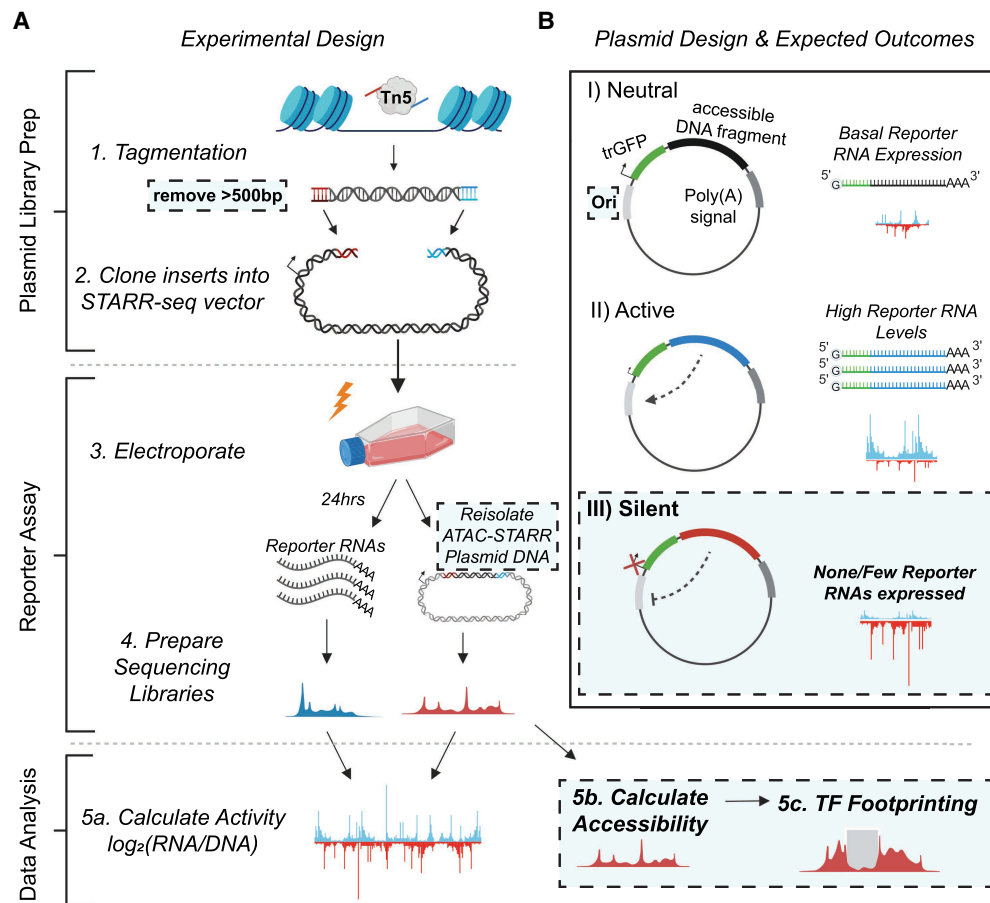 A
Experimental Design
Plasmid Library Prep
Tn5
1. Tagmentation
remove >500bp
2. Clone inserts into
STARR-seq vector
Reporter Assay
3. Electroporate
24hrs
Reporter RNAs
AAA
AAA
AAA
Reisolate
ATAC-STARR
Plasmid DNA
4. Prepare
Sequencing
Libraries
Data Analysis
5a. Calculate Activity
log₂(RNA/DNA)
5b. Calculate
Accessibility
5c. TF Footprinting
B
Plasmid Design & Expected Outcomes
I) Neutral
trGFP
accessible
DNA fragment
Ori
Poly(A)
signal
Basal Reporter
RNA Expression
5' G AAA 3'
II) Active
High Reporter RNA
Levels
5' G AAA 3'
5' G AAA 3'
5' G AAA 3'
III) Silent
None/Few Reporter
RNAs expressed